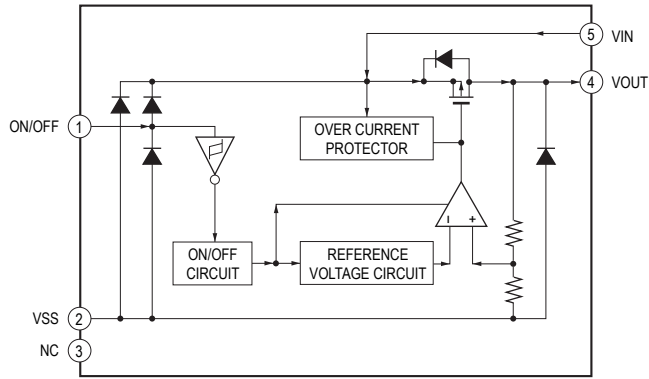 5 VIN
4 VOUT
ON/OFF 1
OVER CURRENT
PROTECTOR
- +
ON/OFF
CIRCUIT
REFERENCE
VOLTAGE CIRCUIT
VSS 2
NC 3